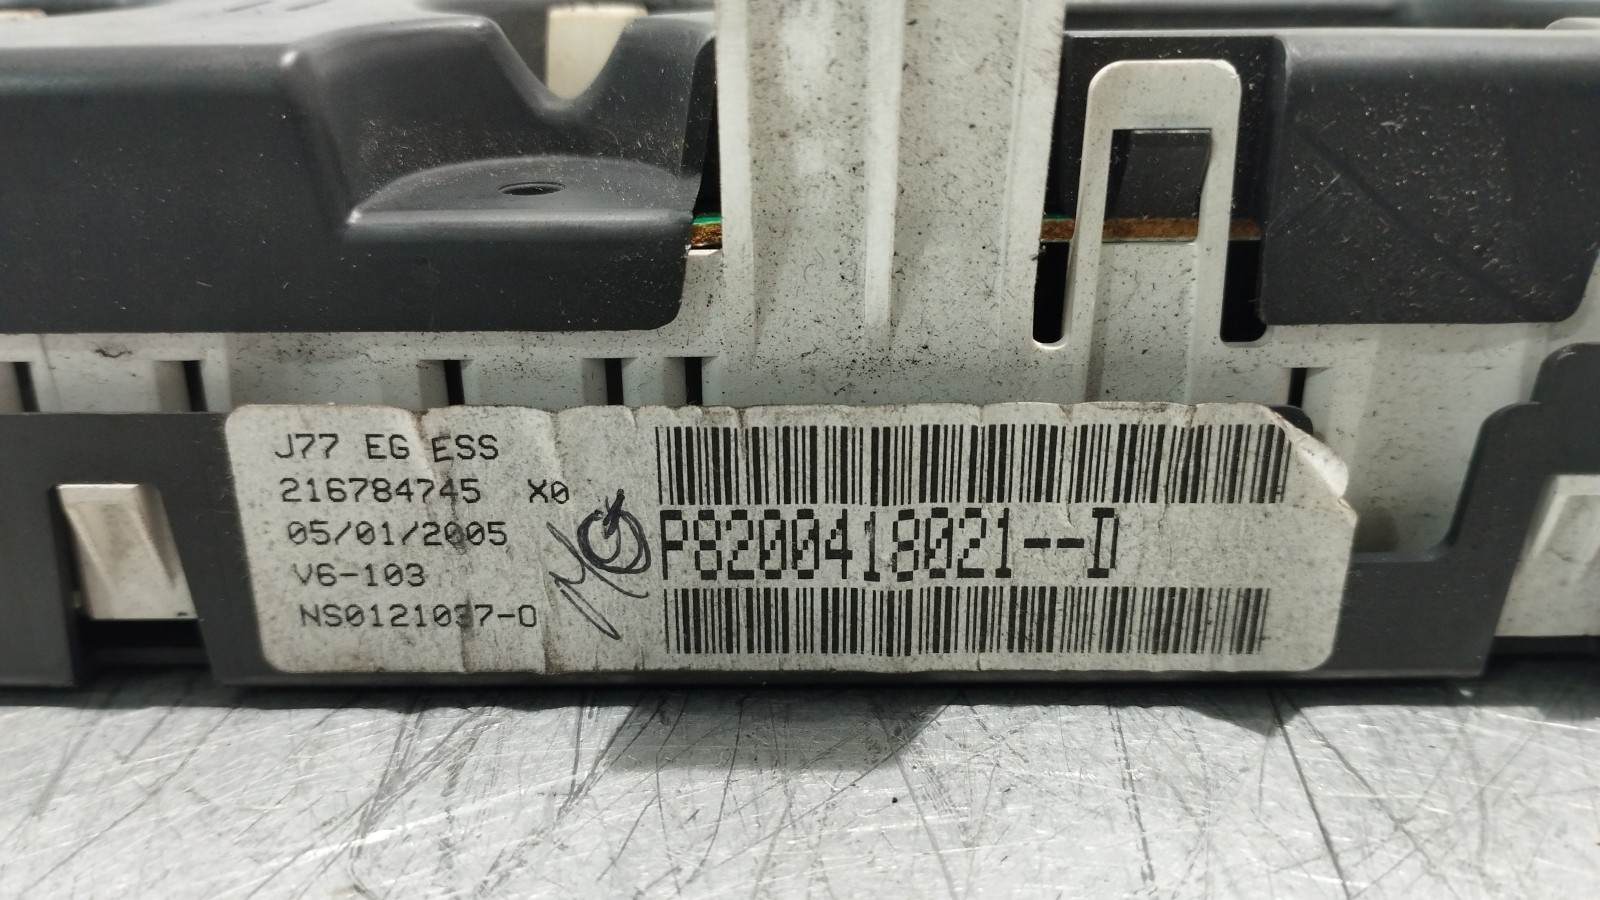 J77 EG ESS
216784745 X0
05/01/2005
V6-103
NS0121037-0
P8200418021--D